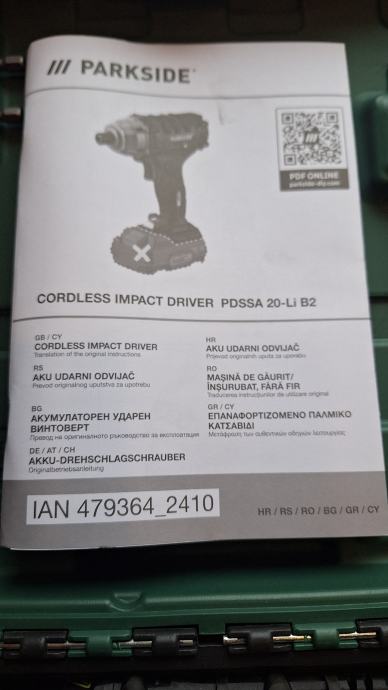 /// PARKSIDE
PDF ONLINE
parkside-diy.com
CORDLESS IMPACT DRIVER PDSSA 20-Li B2
GB / CY
CORDLESS IMPACT DRIVER
Translation of the original instructions
RS
AKU UDARNI ODVIJAČ
Prevod originalnog uputstva za upotrebu
BG
АКУМУЛАТОРЕН УДАРЕН
ВИНТОВЕРТ
Превод на оригиналното ръководство за експлоатация
DE / AT / CH
AKKU-DREHSCHLAGSCHRAUBER
Originalbetriebsanleitung
HR
AKU UDARNI ODVIJAČ
Prijevod originalnih uputa za uporabu
RO
MAȘINĂ DE GĂURIT/
ÎNȘURUBAT, FĂRĂ FIR
Traducerea instrucțiunilor de utilizare original
GR / CY
ΕΠΑΝΑΦΟΡΤΙΖΟΜΕΝΟ ΠΑΛΜΙΚΟ
ΚΑΤΣΑΒΙΔΙ
Μετάφραση των αυθεντικών οδηγιών λειτουργίας
IAN 479364_2410
HR / RS / RO / BG / GR / CY